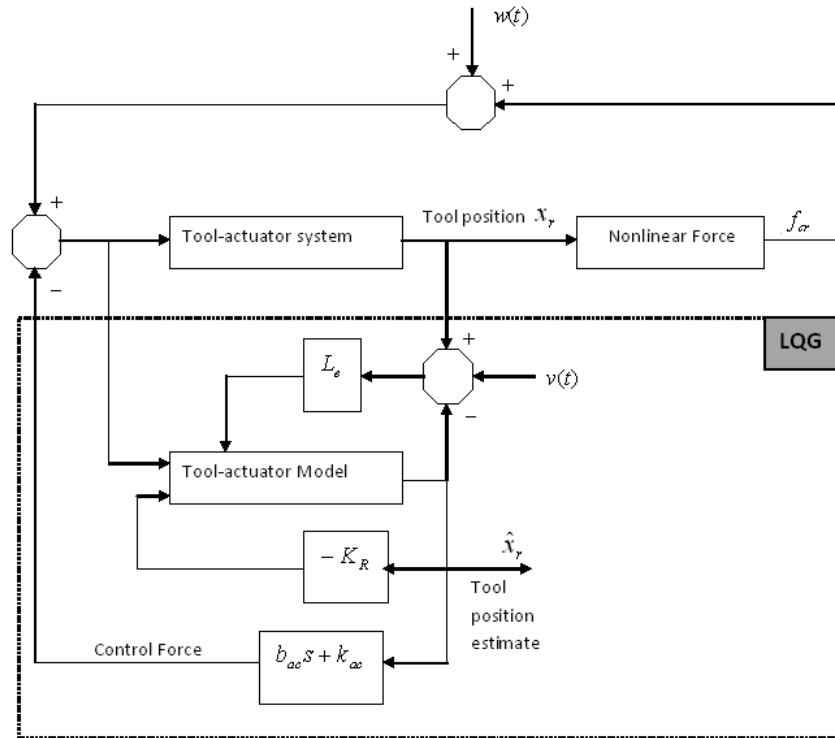 w(t)
+
+
+
Tool-actuator system
Tool position x_r
Nonlinear Force
f_cr
−
LQG
+
L_e
v(t)
−
Tool-actuator Model
− K_R
x̂_r
Tool
position
estimate
Control Force
b_ac s + k_ac